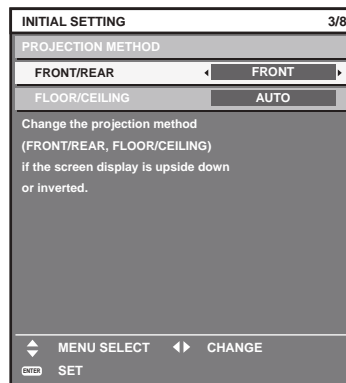 INITIAL SETTING 3/8
PROJECTION METHOD
FRONT/REAR FRONT
FLOOR/CEILING AUTO
Change the projection method
(FRONT/REAR, FLOOR/CEILING)
if the screen display is upside down
or inverted.
MENU SELECT CHANGE
ENTER SET